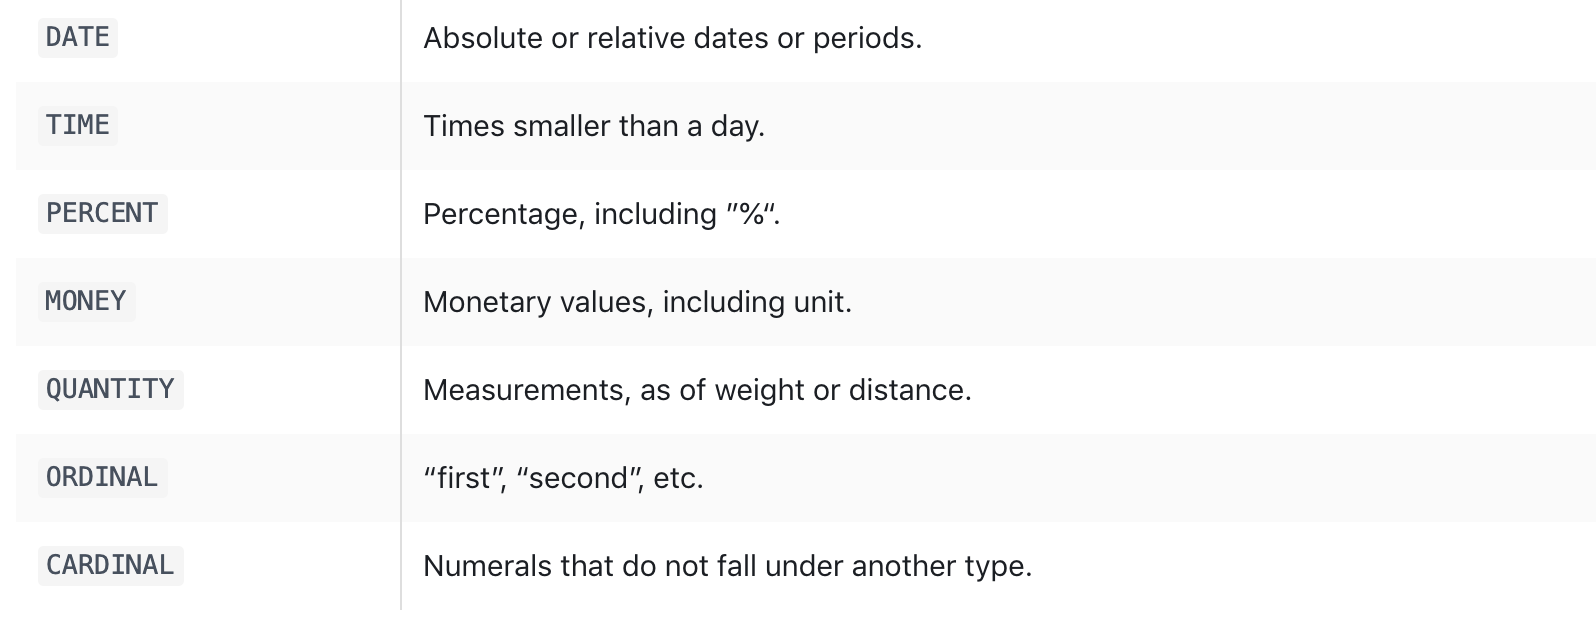 DATE Absolute or relative dates or periods.
TIME Times smaller than a day.
PERCENT Percentage, including ”%“.
MONEY Monetary values, including unit.
QUANTITY Measurements, as of weight or distance.
ORDINAL “first”, “second”, etc.
CARDINAL Numerals that do not fall under another type.